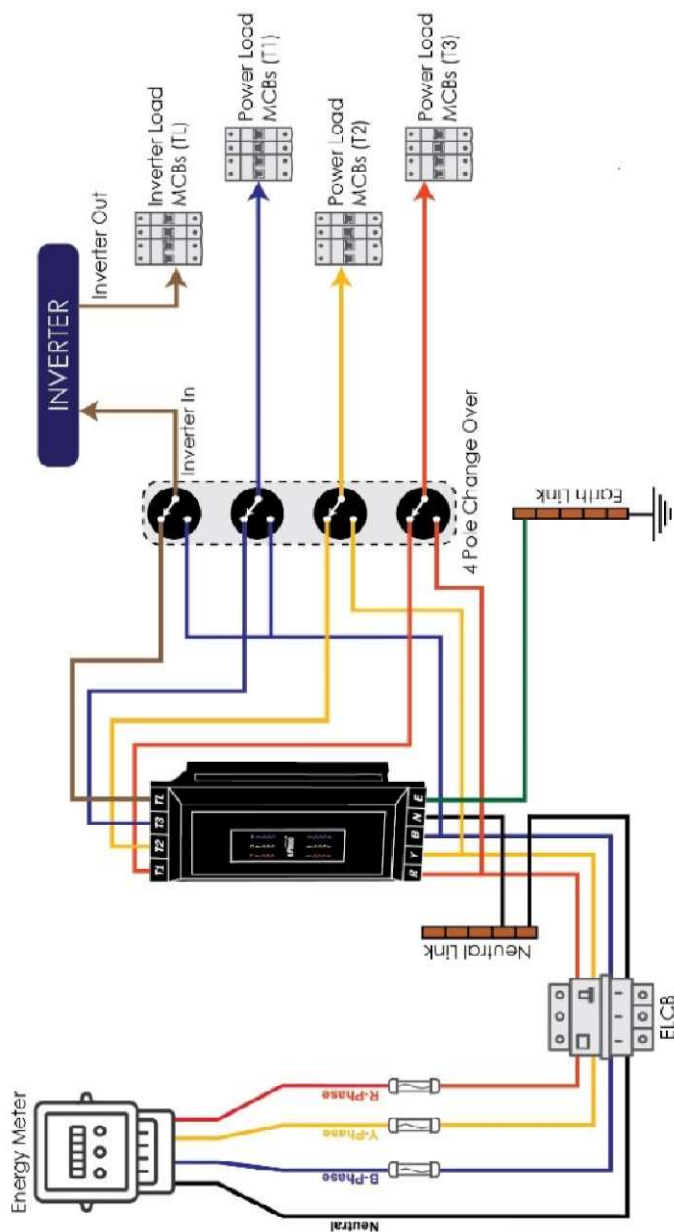 Energy Meter
Neutral
B-Phase
Y-Phase
R-Phase
ELCB
Neutral Link
T1 T2 T3 TL
R Y B N E
Earth Link
4 Pole Change Over
Inverter In
INVERTER
Inverter Out
Inverter Load
MCBs (TL)
Power Load
MCBs (T1)
Power Load
MCBs (T2)
Power Load
MCBs (T3)